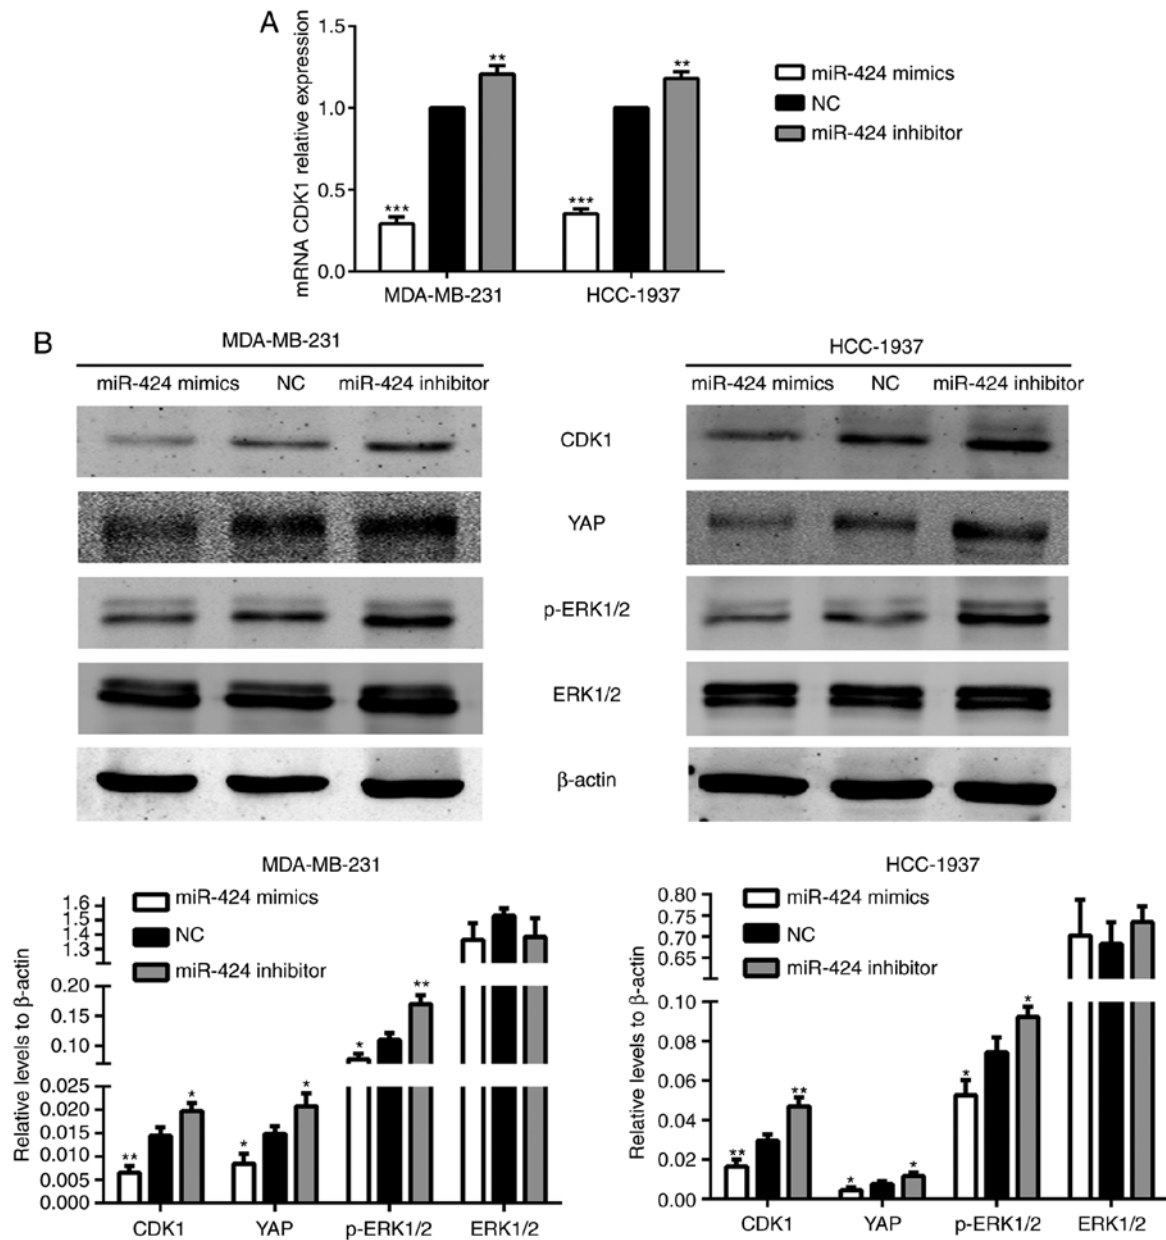 A
mRNA CDK1 relative expression
1.5
1.0
0.5
0.0
** **
*** ***
MDA-MB-231 HCC-1937
miR-424 mimics
NC
miR-424 inhibitor
B
MDA-MB-231
miR-424 mimics NC miR-424 inhibitor
HCC-1937
miR-424 mimics NC miR-424 inhibitor
CDK1
YAP
p-ERK1/2
ERK1/2
β-actin
MDA-MB-231
miR-424 mimics
NC
miR-424 inhibitor
Relative levels to β-actin
1.6
1.5
1.4
1.3
0.20
0.15
0.10
0.025
0.020
0.015
0.010
0.005
0.000
** * * * * **
CDK1 YAP p-ERK1/2 ERK1/2
HCC-1937
miR-424 mimics
NC
miR-424 inhibitor
Relative levels to β-actin
0.80
0.75
0.70
0.65
0.10
0.08
0.06
0.04
0.02
0.00
** ** * * * *
CDK1 YAP p-ERK1/2 ERK1/2